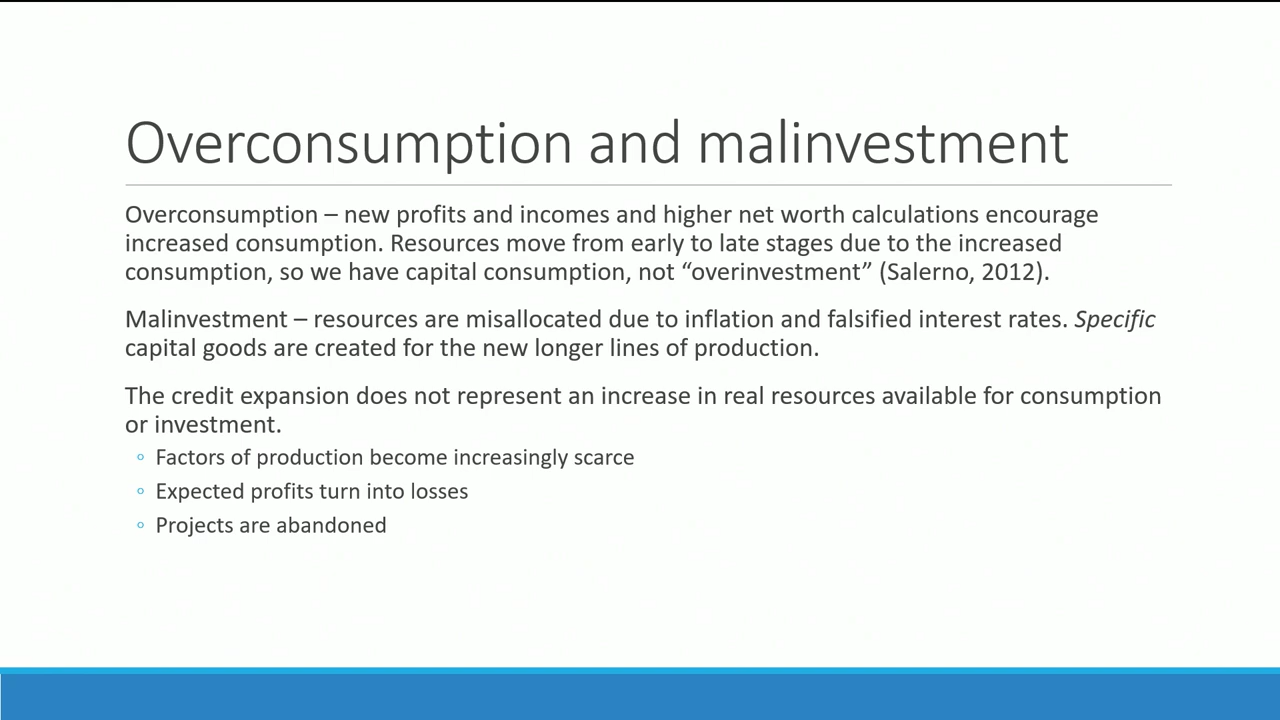 Overconsumption and malinvestment
Overconsumption – new profits and incomes and higher net worth calculations encourage
increased consumption. Resources move from early to late stages due to the increased
consumption, so we have capital consumption, not “overinvestment” (Salerno, 2012).
Malinvestment – resources are misallocated due to inflation and falsified interest rates. Specific
capital goods are created for the new longer lines of production.
The credit expansion does not represent an increase in real resources available for consumption
or investment.
◦ Factors of production become increasingly scarce
◦ Expected profits turn into losses
◦ Projects are abandoned